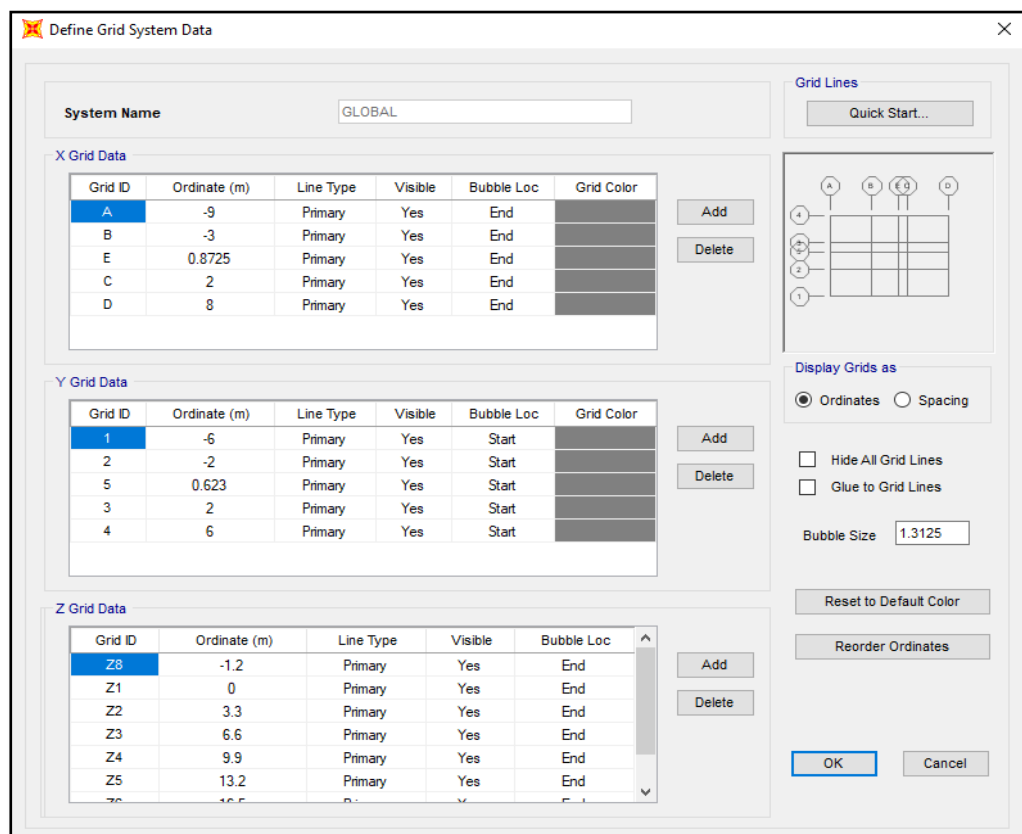 Define Grid System Data
Grid Lines
System Name GLOBAL Quick Start...
X Grid Data
Grid ID Ordinate (m) Line Type Visible Bubble Loc Grid Color
A -9 Primary Yes End Add
B -3 Primary Yes End
E 0.8725 Primary Yes End Delete
C 2 Primary Yes End
D 8 Primary Yes End
A B E C D
4
3
5
2
1
Y Grid Data
Display Grids as
Ordinates Spacing
Grid ID Ordinate (m) Line Type Visible Bubble Loc Grid Color
1 -6 Primary Yes Start Add
2 -2 Primary Yes Start
5 0.623 Primary Yes Start Delete
3 2 Primary Yes Start
4 6 Primary Yes Start
Hide All Grid Lines
Glue to Grid Lines
Bubble Size 1.3125
Z Grid Data
Reset to Default Color
Reorder Ordinates
Grid ID Ordinate (m) Line Type Visible Bubble Loc
Z8 -1.2 Primary Yes End Add
Z1 0 Primary Yes End
Z2 3.3 Primary Yes End Delete
Z3 6.6 Primary Yes End
Z4 9.9 Primary Yes End
Z5 13.2 Primary Yes End
OK Cancel